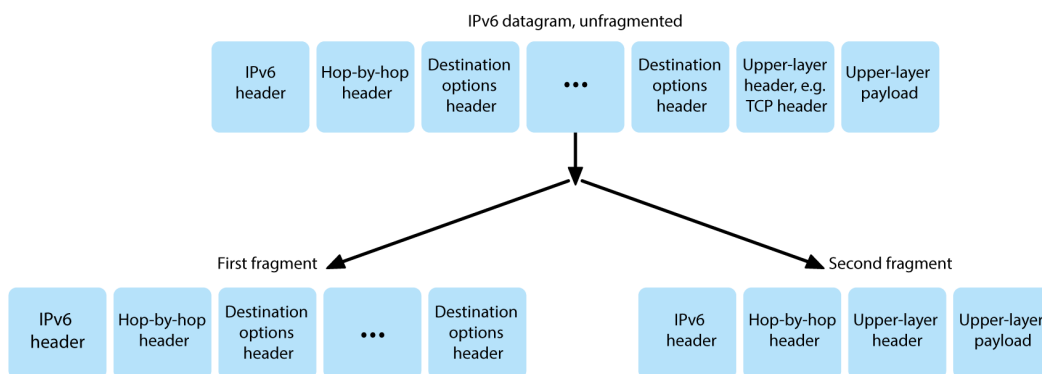 IPv6 datagram, unfragmented
IPv6
header
Hop-by-hop
header
Destination
options
header
...
Destination
options
header
Upper-layer
header, e.g.
TCP header
Upper-layer
payload
First fragment
IPv6
header
Hop-by-hop
header
Destination
options
header
...
Destination
options
header
Second fragment
IPv6
header
Hop-by-hop
header
Upper-layer
header
Upper-layer
payload